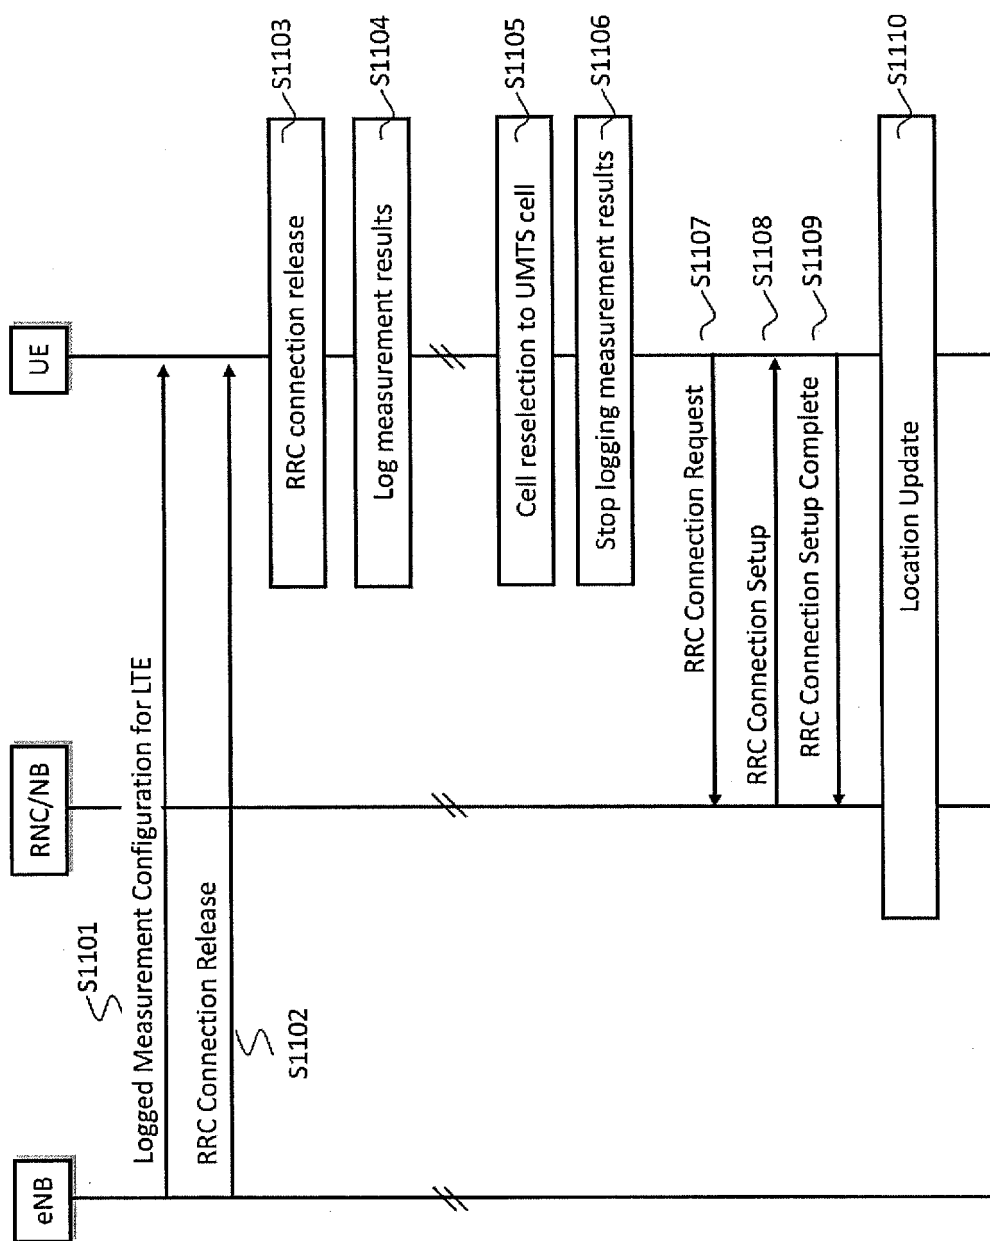 eNB
RNC/NB
UE
S1101
Logged Measurement Configuration for LTE
RRC Connection Release
S1102
RRC connection release
S1103
Log measurement results
S1104
Cell reselection to UMTS cell
S1105
Stop logging measurement results
S1106
RRC Connection Request
S1107
RRC Connection Setup
S1108
RRC Connection Setup Complete
S1109
Location Update
S1110